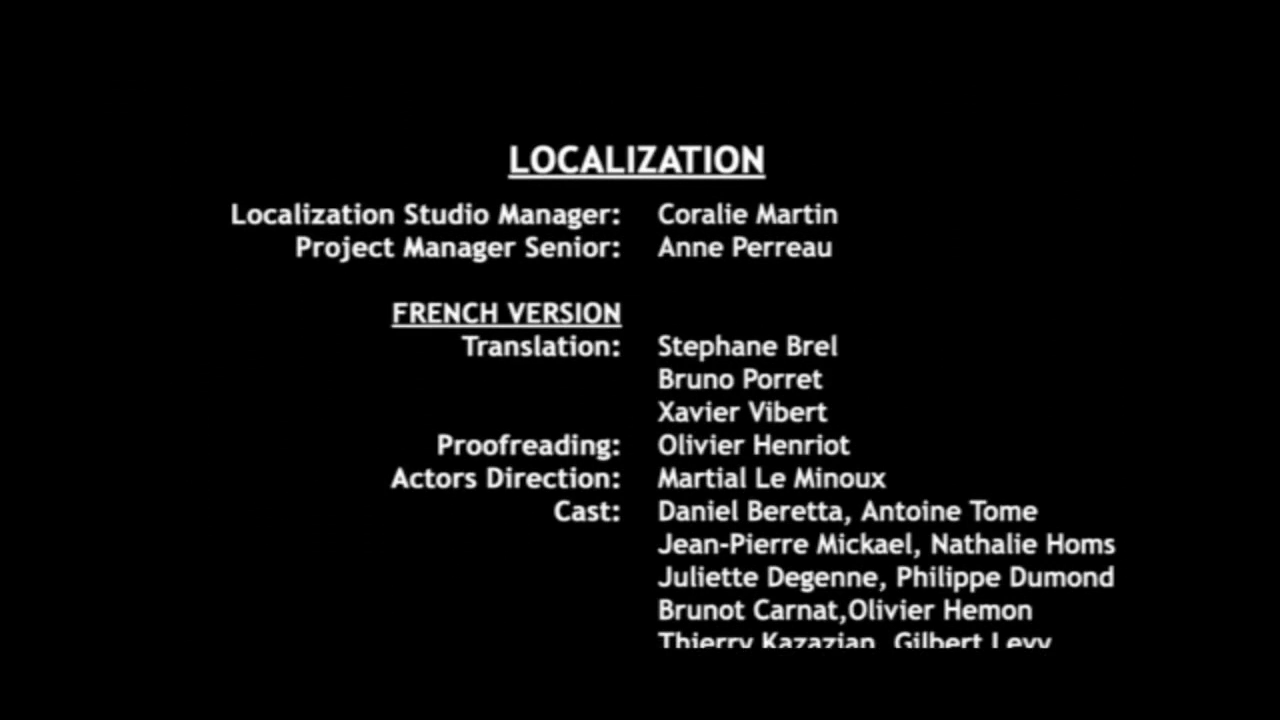 LOCALIZATION
Localization Studio Manager: Coralie Martin
Project Manager Senior: Anne Perreau
FRENCH VERSION
Translation: Stephane Brel
Bruno Porret
Xavier Vibert
Proofreading: Olivier Henriot
Actors Direction: Martial Le Minoux
Cast: Daniel Beretta, Antoine Tome
Jean-Pierre Mickael, Nathalie Homs
Juliette Degenne, Philippe Dumond
Brunot Carnat,Olivier Hemon
Thierry Kazazian, Gilbert Levy